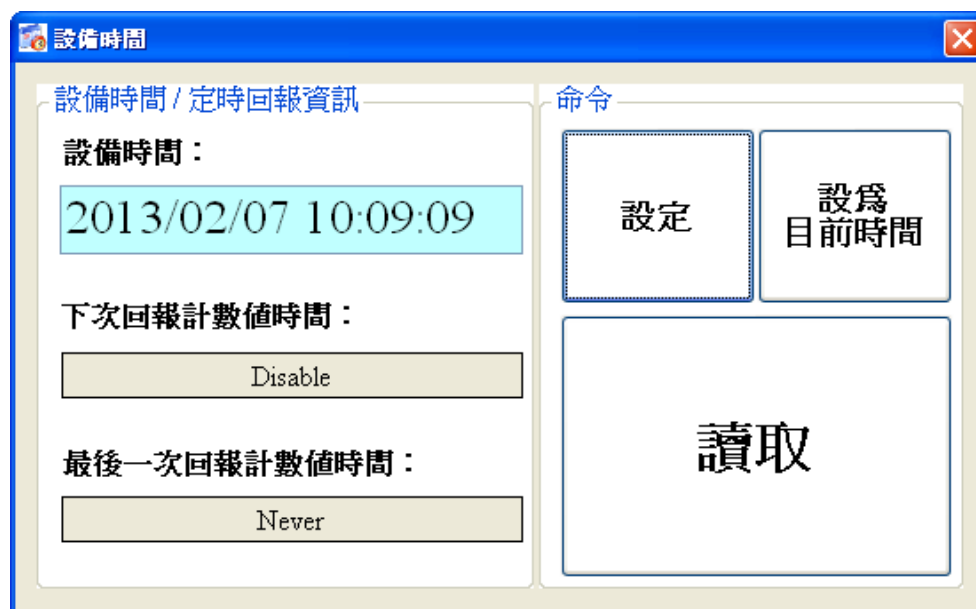 設備時間
設備時間 / 定時回報資訊
設備時間：
2013/02/07 10:09:09
下次回報計數值時間：
Disable
最後一次回報計數值時間：
Never
命令
設定
設爲
目前時間
讀取